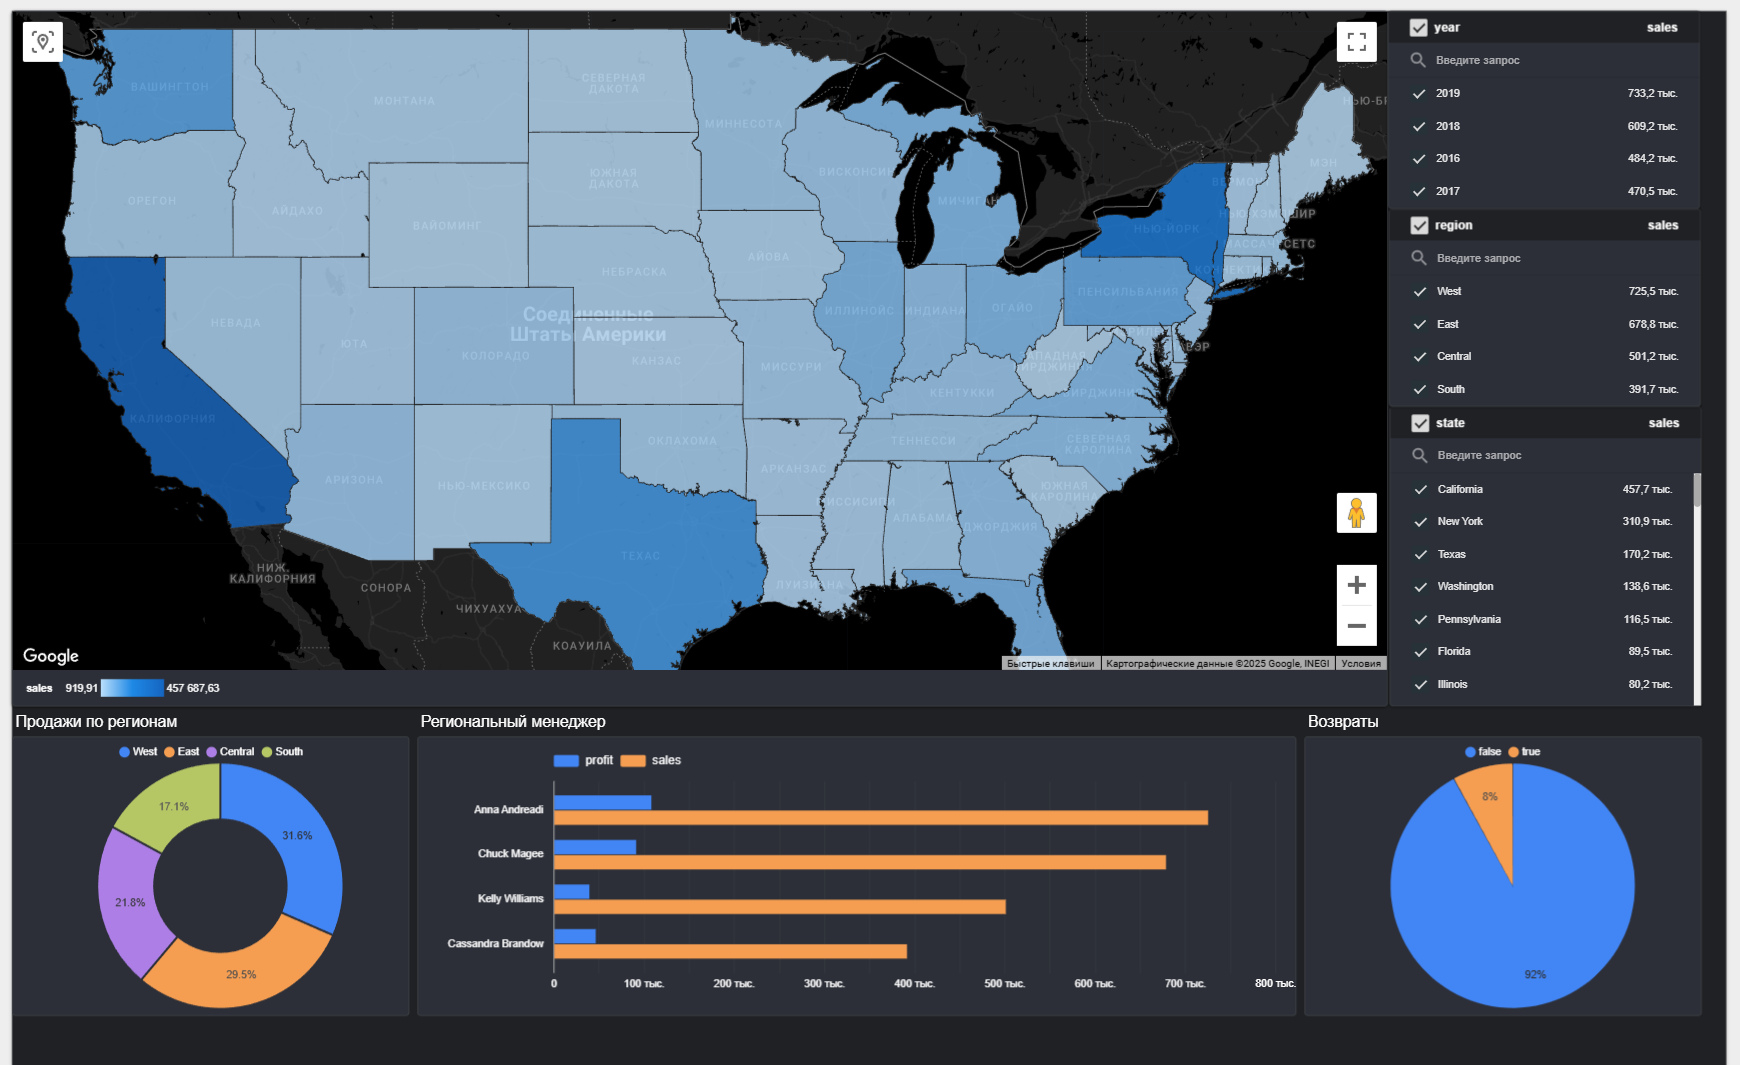 ВАШИНГТОН
МОНТАНА
СЕВЕРНАЯ
ДАКОТА
МИННЕСОТА
ОРЕГОН
АЙДАХО
ВАЙОМИНГ
ЮЖНАЯ
ДАКОТА
ВИСКОНСИН
МИЧИГАН
МЭН
НЬЮ-ЙОРК
НЕВАДА
ЮТА
КОЛОРАДО
НЕБРАСКА
АЙОВА
ИЛЛИНОЙС
ИНДИАНА
ОГАЙО
ПЕНСИЛЬВАНИЯ
Соединенные
Штаты Америки
КАНЗАС
МИССУРИ
КЕНТУККИ
КАЛИФОРНИЯ
АРИЗОНА
НЬЮ-МЕКСИКО
ОКЛАХОМА
АРКАНЗАС
ТЕННЕССИ
СЕВЕРНАЯ
КАРОЛИНА
ЮЖНАЯ
КАРОЛИНА
АЛАБАМА
ДЖОРДЖИЯ
ТЕХАС
ЛУИЗИАНА
НИЖ.
КАЛИФОРНИЯ
СОНОРА
ЧИХУАХУА
КОАУИЛА
Google
Быстрые клавиши
Картографические данные ©2025 Google, INEGI
Условия
sales 919,91 457 687,63
year sales
Введите запрос
2019 733,2 тыс.
2018 609,2 тыс.
2016 484,2 тыс.
2017 470,5 тыс.
region sales
Введите запрос
West 725,5 тыс.
East 678,8 тыс.
Central 501,2 тыс.
South 391,7 тыс.
state sales
Введите запрос
California 457,7 тыс.
New York 310,9 тыс.
Texas 170,2 тыс.
Washington 138,6 тыс.
Pennsylvania 116,5 тыс.
Florida 89,5 тыс.
Illinois 80,2 тыс.
Продажи по регионам
West East Central South
17.1%
31.6%
21.8%
29.5%
Региональный менеджер
profit sales
Anna Andreadi
Chuck Magee
Kelly Williams
Cassandra Brandow
0 100 тыс. 200 тыс. 300 тыс. 400 тыс. 500 тыс. 600 тыс. 700 тыс. 800 тыс.
Возвраты
false true
8%
92%